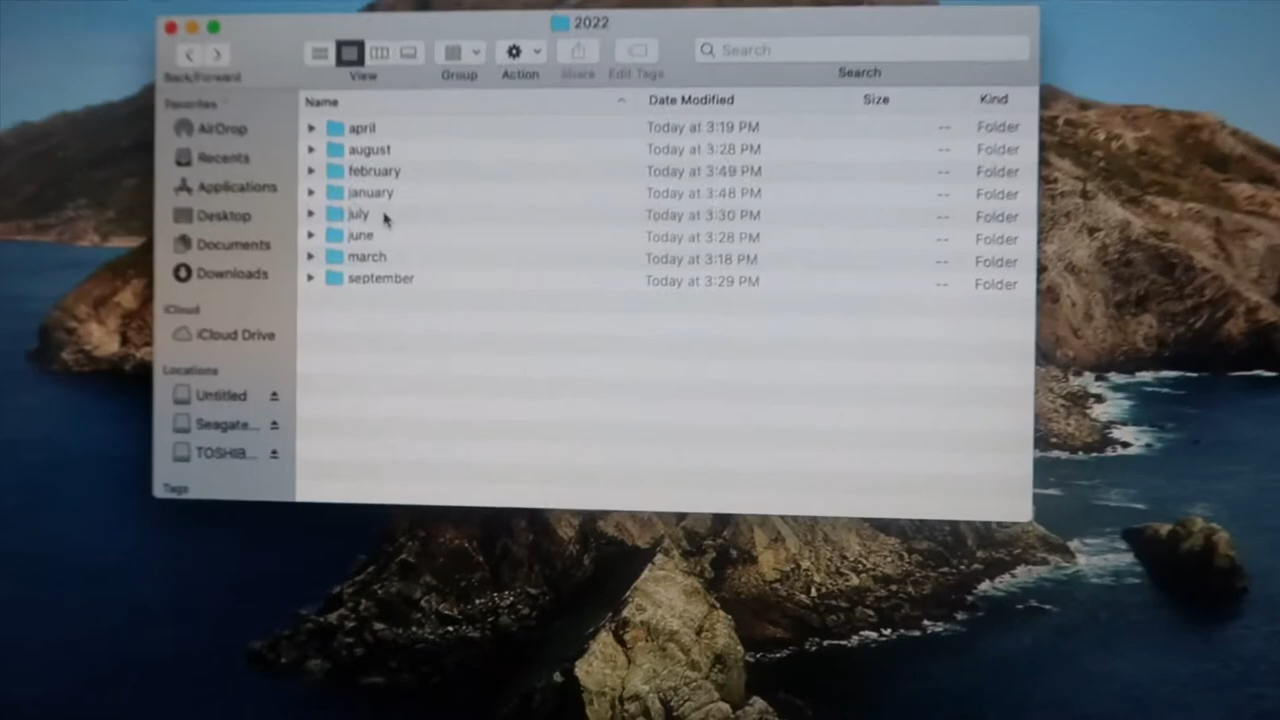 2022
Search
Back/Forward
View
Group
Action
Share
Edit Tags
Search
Favorites
AirDrop
Recents
Applications
Desktop
Documents
Downloads
iCloud
iCloud Drive
Locations
Untitled
Seagate...
TOSHIB...
Tags
Name Date Modified Size Kind
april Today at 3:19 PM -- Folder
august Today at 3:28 PM -- Folder
february Today at 3:49 PM -- Folder
january Today at 3:48 PM -- Folder
july Today at 3:30 PM -- Folder
june Today at 3:28 PM -- Folder
march Today at 3:18 PM -- Folder
september Today at 3:29 PM -- Folder